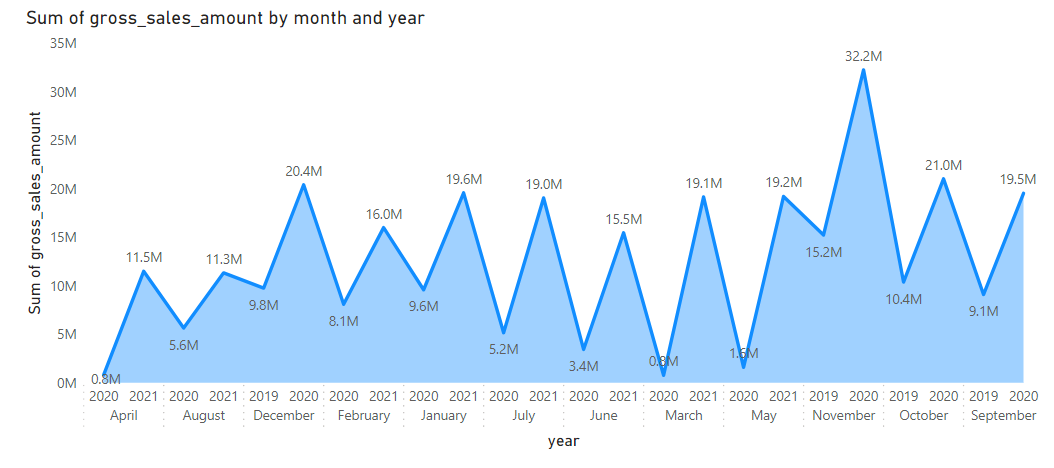 Sum of gross_sales_amount by month and year
35M
30M
25M
20M
15M
10M
5M
0M
Sum of gross_sales_amount
0.8M
11.5M
5.6M
11.3M
9.8M
20.4M
8.1M
16.0M
9.6M
19.6M
5.2M
19.0M
3.4M
15.5M
0.8M
19.1M
1.6M
19.2M
15.2M
32.2M
10.4M
21.0M
9.1M
19.5M
2020 2021 2020 2021 2019 2020 2020 2021 2020 2021 2020 2021 2020 2021 2020 2021 2020 2021 2019 2020 2019 2020 2019 2020
April August December February January July June March May November October September
year